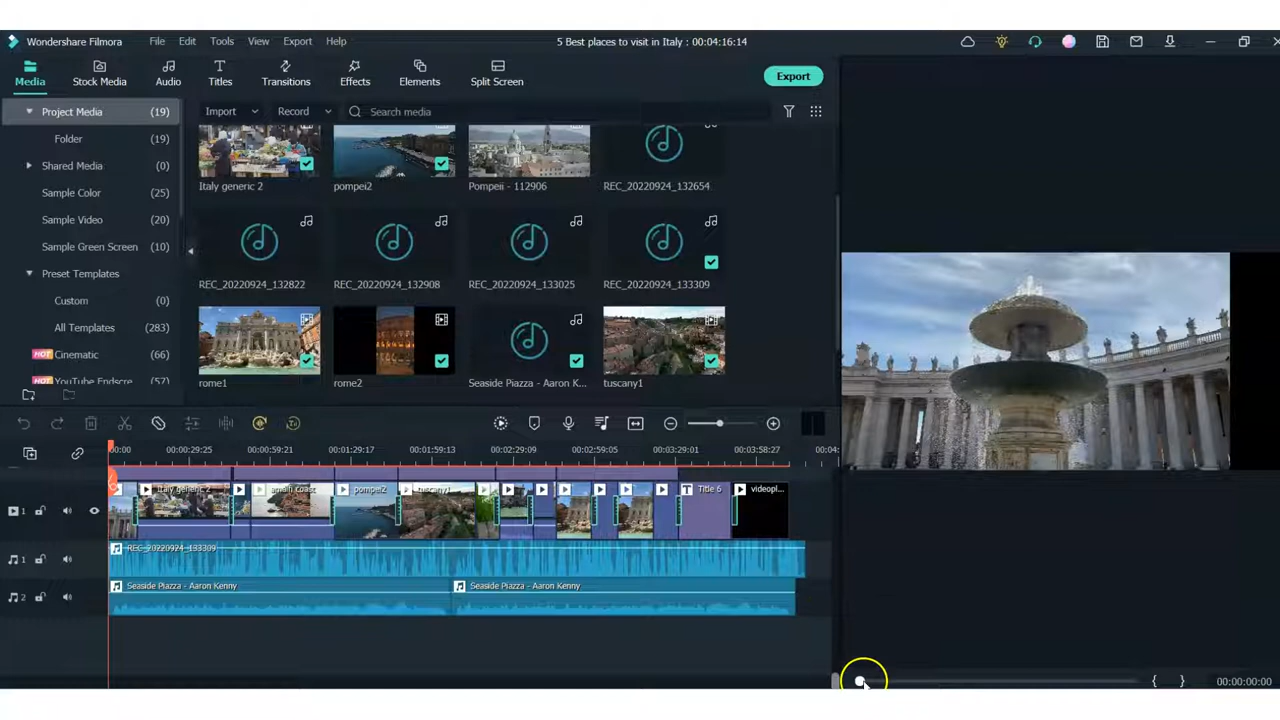 Wondershare Filmora File Edit Tools View Export Help 5 Best places to visit in Italy : 00:04:16:14
Media Stock Media Audio Titles Transitions Effects Elements Split Screen Export
Project Media (19) Import Record Search media
Folder (19)
Shared Media (0)
Sample Color (25)
Sample Video (20)
Sample Green Screen (10)
Preset Templates
Custom (0)
All Templates (283)
HOT Cinematic (66)
HOT YouTube Endscre (57)
Italy generic 2 pompei2 Pompeii - 112906 REC_20220924_132654
REC_20220924_132822 REC_20220924_132908 REC_20220924_133025 REC_20220924_133309
rome1 rome2 Seaside Piazza - Aaron K... tuscany1
00:00 00:00:29:25 00:00:59:21 00:01:29:17 00:01:59:13 00:02:29:09 00:02:59:05 00:03:29:01 00:03:58:27 00:04:
Italy generic 2 amalfi coast pompei2 tuscany1 Title 6 videopl...
1
REC_20220924_133309
1
Seaside Piazza - Aaron Kenny Seaside Piazza - Aaron Kenny
2
{ } 00:00:00:00